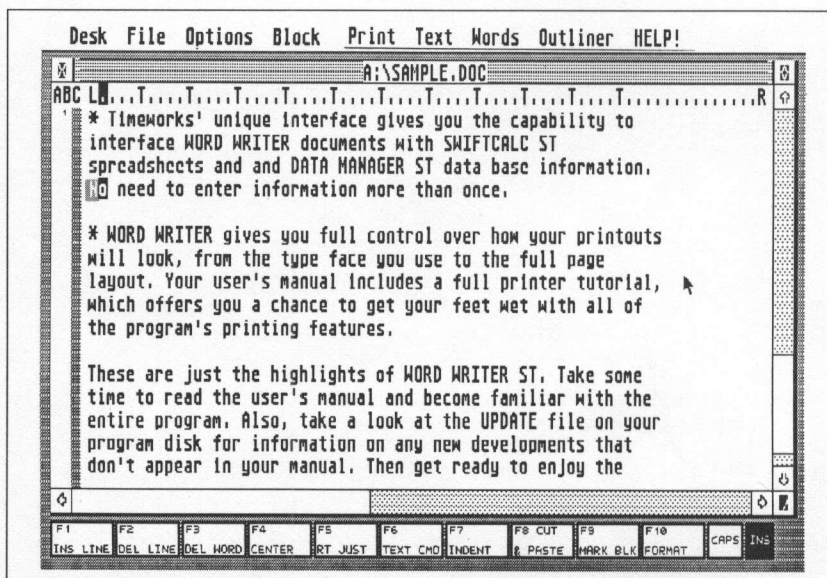 Desk File Options Block Print Text Words Outliner HELP!
A:\SAMPLE.DOC
ABC L...T....T....T....T....T....T....T....T....T....T....T..............R
1
* Timeworks' unique interface gives you the capability to
interface WORD WRITER documents with SWIFTCALC ST
spreadsheets and and DATA MANAGER ST data base information.
No need to enter information more than once.
* WORD WRITER gives you full control over how your printouts
will look, from the type face you use to the full page
layout. Your user's manual includes a full printer tutorial,
which offers you a chance to get your feet wet with all of
the program's printing features.
These are just the highlights of WORD WRITER ST. Take some
time to read the user's manual and become familiar with the
entire program. Also, take a look at the UPDATE file on your
program disk for information on any new developments that
don't appear in your manual. Then get ready to enjoy the
F1 F2 F3 F4 F5 F6 F7 F8 CUT F9 F10 CAPS INS
INS LINE DEL LINE DEL WORD CENTER RT JUST TEXT CMD INDENT & PASTE MARK BLK FORMAT